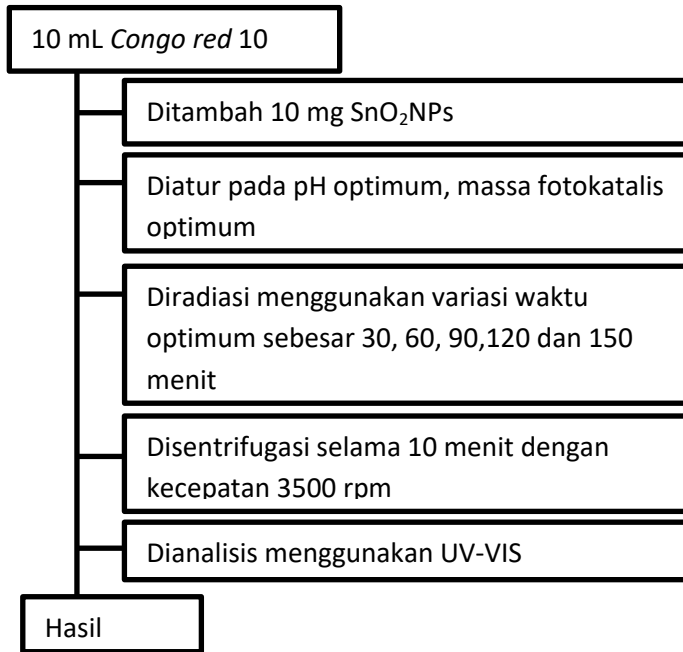 10 mL Congo red 10
Ditambah 10 mg SnO₂NPs
Diatur pada pH optimum, massa fotokatalis
optimum
Diradiasi menggunakan variasi waktu
optimum sebesar 30, 60, 90,120 dan 150
menit
Disentrifugasi selama 10 menit dengan
kecepatan 3500 rpm
Dianalisis menggunakan UV-VIS
Hasil